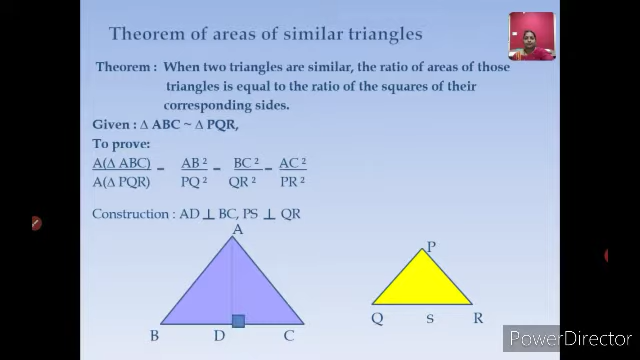 Theorem of areas of similar triangles
Theorem : When two triangles are similar, the ratio of areas of those
triangles is equal to the ratio of the squares of their
corresponding sides.
Given : Δ ABC ~ Δ PQR,
To prove:
A(Δ ABC) = AB² = BC² = AC²
A(Δ PQR) PQ² QR² PR²
Construction : AD ⊥ BC, PS ⊥ QR
A
P
B D C
Q S R
PowerDirector